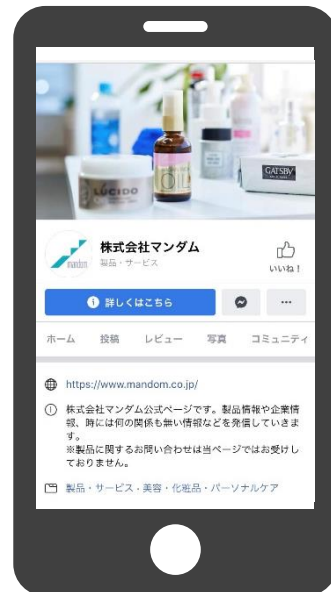 LÚCIDO
OIL
GATSBY
mandom
株式会社マンダム
製品・サービス
いいね！
詳しくはこちら
ホーム 投稿 レビュー 写真 コミュニティ
https://www.mandom.co.jp/
株式会社マンダム公式ページです。製品情報や企業情
報、時には何の関係も無い情報などを発信していきま
す。
※製品に関するお問い合わせは当ページではお受けし
ておりません。
製品・サービス・美容・化粧品・パーソナルケア